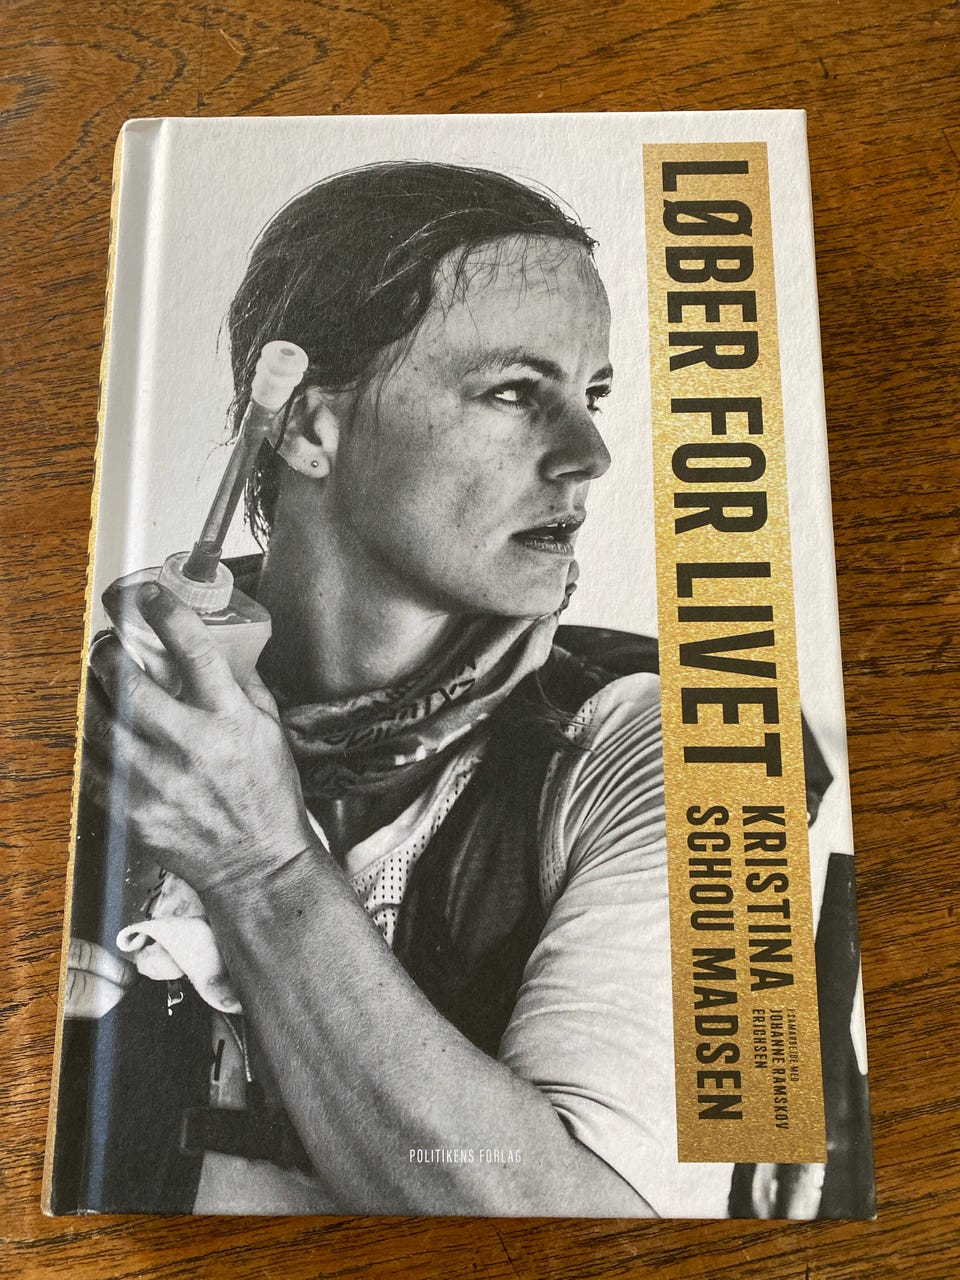 LØBER FOR LIVET
KRISTINA
SCHOU MADSEN
I SAMARBEJDE MED
JOHANNE RAMSKOV
ERICHSEN
POLITIKENS FORLAG